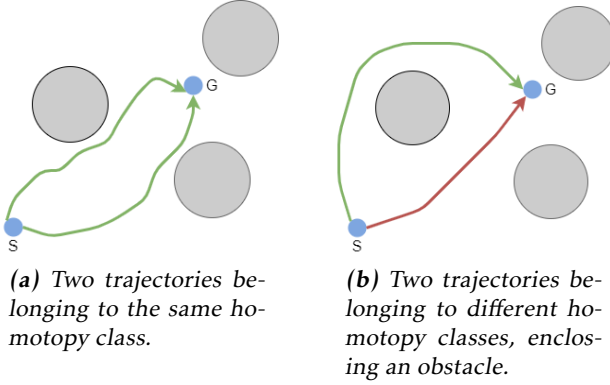 G
S
(a) Two trajectories be-
longing to the same ho-
motopy class.
G
S
(b) Two trajectories be-
longing to different ho-
motopy classes, enclos-
ing an obstacle.